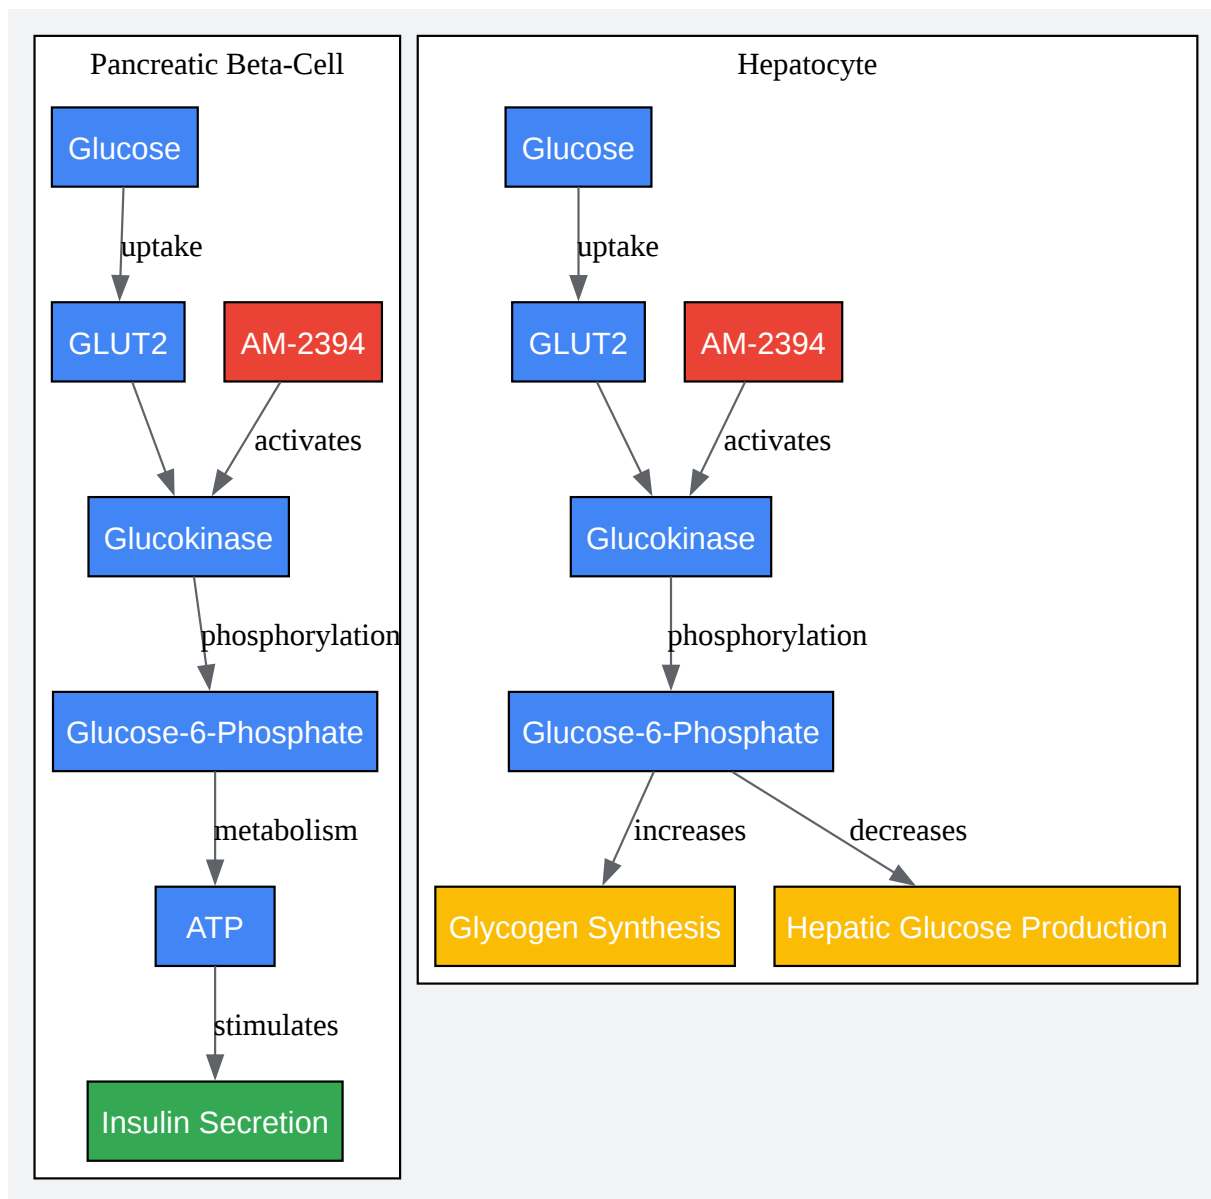 Pancreatic Beta-Cell
Glucose
uptake
GLUT2
AM-2394
activates
Glucokinase
phosphorylation
Glucose-6-Phosphate
metabolism
ATP
stimulates
Insulin Secretion
Hepatocyte
Glucose
uptake
GLUT2
AM-2394
activates
Glucokinase
phosphorylation
Glucose-6-Phosphate
increases
decreases
Glycogen Synthesis
Hepatic Glucose Production